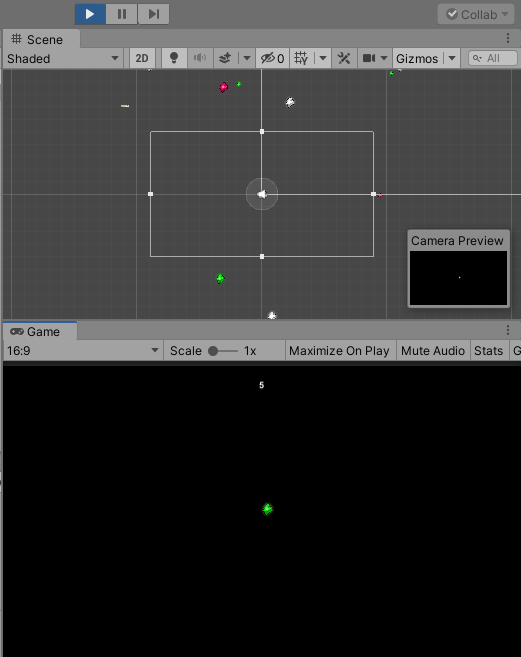 Collab
Scene
Shaded 2D 0 Gizmos All
Camera Preview
Game
16:9 Scale 1x Maximize On Play Mute Audio Stats G
5